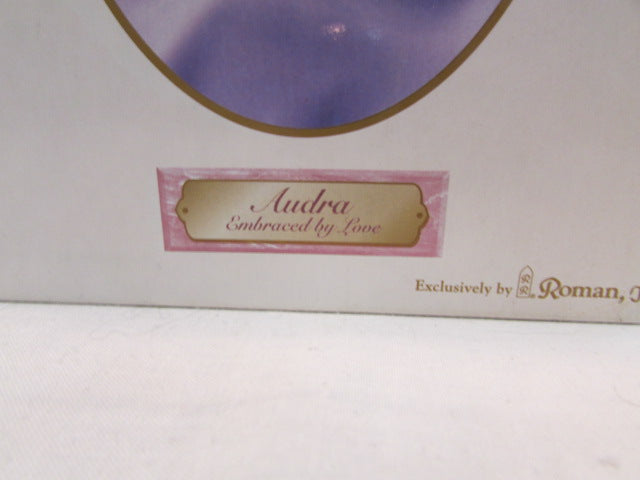 Audra
Embraced by Love
Exclusively by Roman,